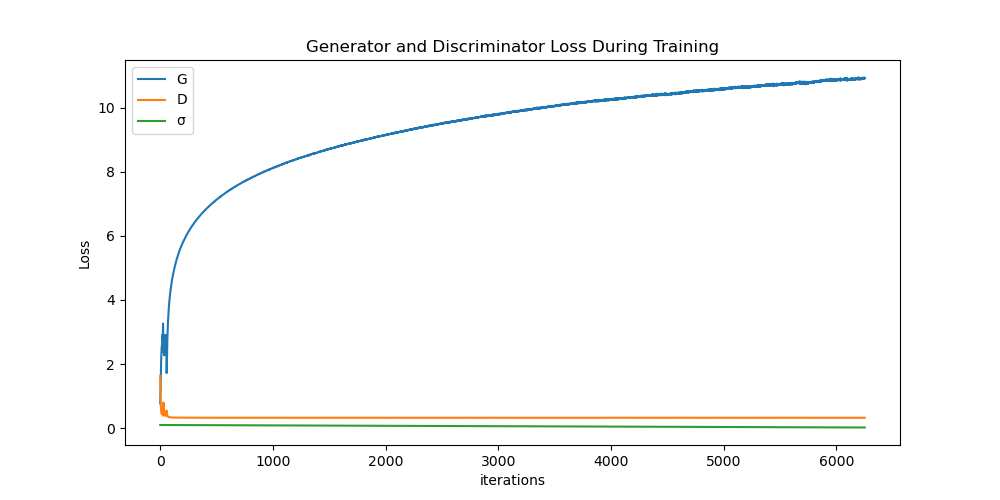 Generator and Discriminator Loss During Training
G
D
σ
10
8
6
4
2
0
Loss
0 1000 2000 3000 4000 5000 6000
iterations